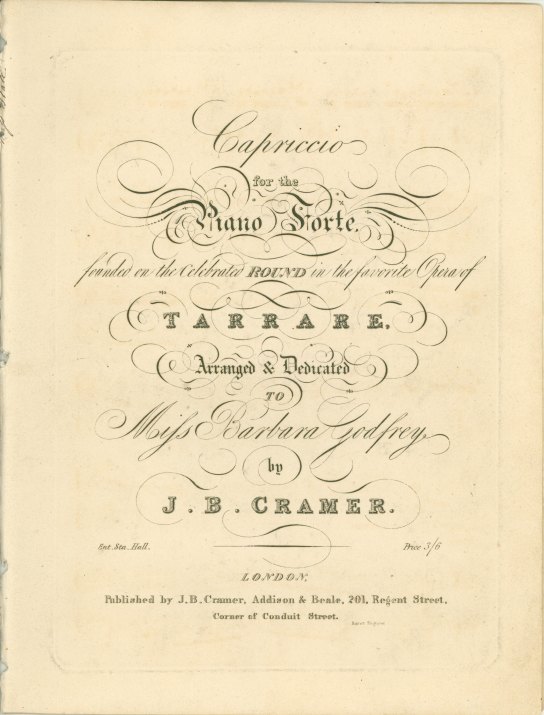 Capriccio
for the
Piano Forte.
founded on the Celebrated ROUND in the favorite Opera of
TARRARE.
Arranged & Dedicated
TO
Miſs Barbara Godfrey
by
J. B. CRAMER.
Ent. Sta. Hall. Price 3/6
LONDON.
Published by J. B. Cramer, Addison & Beale, 201, Regent Street,
Corner of Conduit Street.